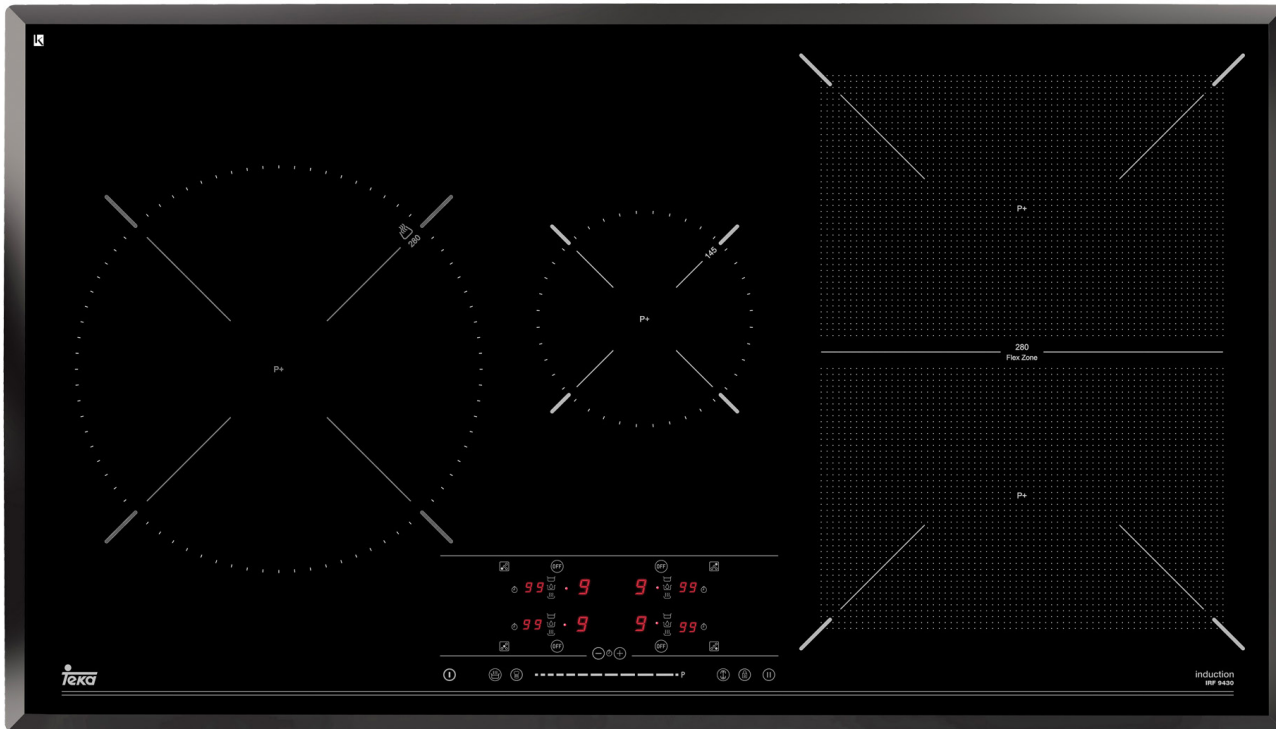 k
280
145
P+
P+
280
Flex Zone
P+
P+
OFF
OFF
99 9 9 99
99 9 9 99
OFF
OFF
P
Teka
induction
IRF 9430